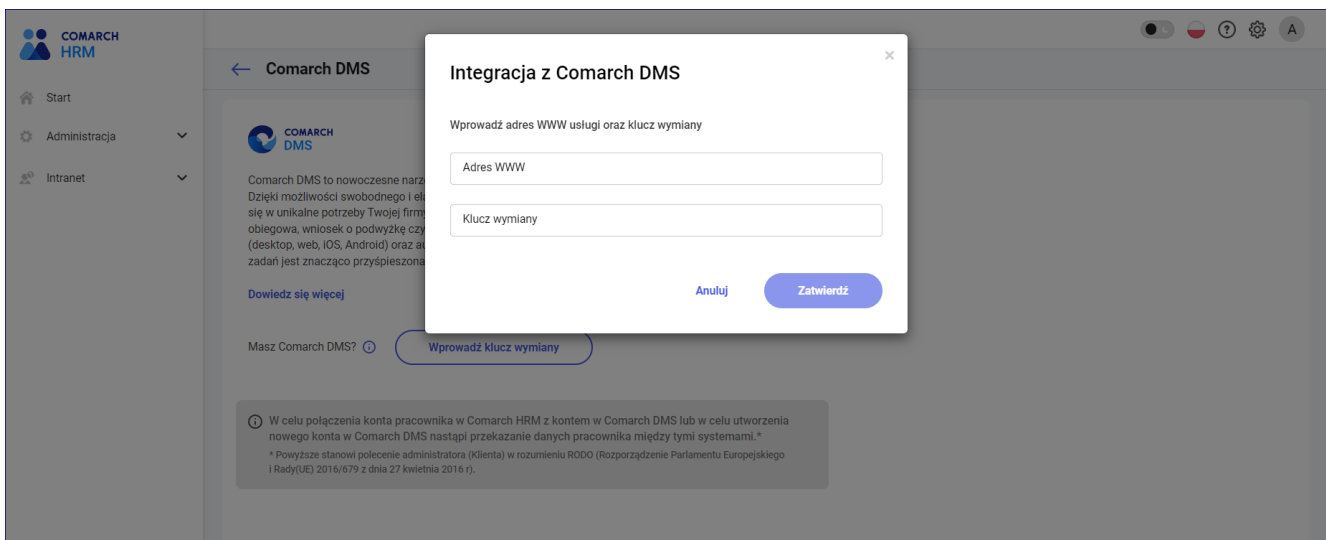 COMARCH
HRM
A
Comarch DMS
Start
Administracja
Intranet
COMARCH
DMS
Comarch DMS to nowoczesne narz
Dzięki możliwości swobodnego i el
się w unikalne potrzeby Twojej firmy
obiegowa, wniosek o podwyżkę czy
(desktop, web, iOS, Android) oraz au
zadań jest znacząco przyśpieszona
Dowiedz się więcej
Masz Comarch DMS?
Wprowadź klucz wymiany
W celu połączenia konta pracownika w Comarch HRM z kontem w Comarch DMS lub w celu utworzenia
nowego konta w Comarch DMS nastąpi przekazanie danych pracownika między tymi systemami.*
* Powyższe stanowi polecenie administratora (Klienta) w rozumieniu RODO (Rozporządzenie Parlamentu Europejskiego
i Rady(UE) 2016/679 z dnia 27 kwietnia 2016 r).
Integracja z Comarch DMS
Wprowadź adres WWW usługi oraz klucz wymiany
Adres WWW
Klucz wymiany
Anuluj
Zatwierdź